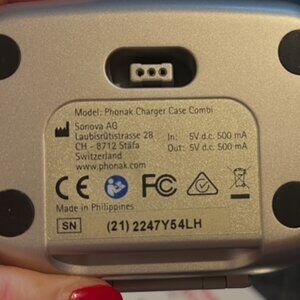 Model: Phonak Charger Case Combi
Sonova AG
Laubisrütistrasse 28
CH - 8712 Stäfa
Switzerland
www.phonak.com
In: 5V d.c. 500 mA
Out: 5V d.c. 500 mA
CE FC
Made in Philippines
SN (21) 2247Y54LH